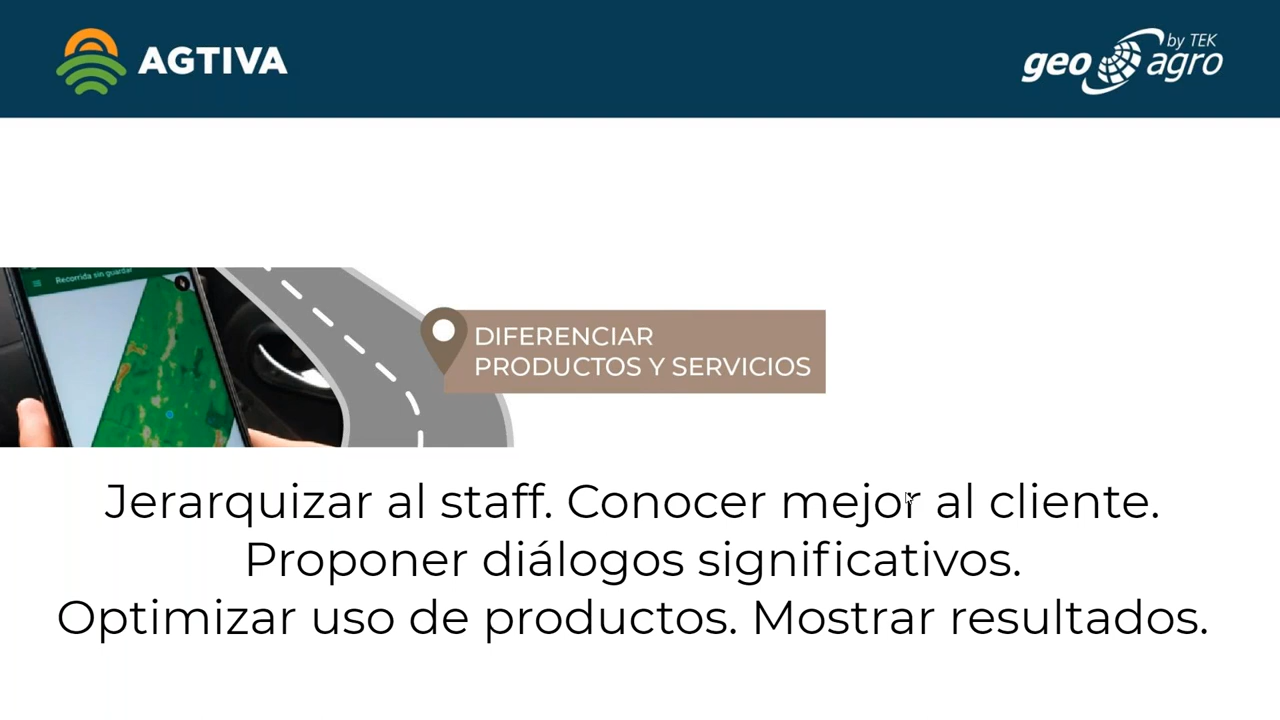 AGTIVA
geo agro by TEK
Recorrida sin guardar
DIFERENCIAR
PRODUCTOS Y SERVICIOS
Jerarquizar al staff. Conocer mejor al cliente.
Proponer diálogos significativos.
Optimizar uso de productos. Mostrar resultados.